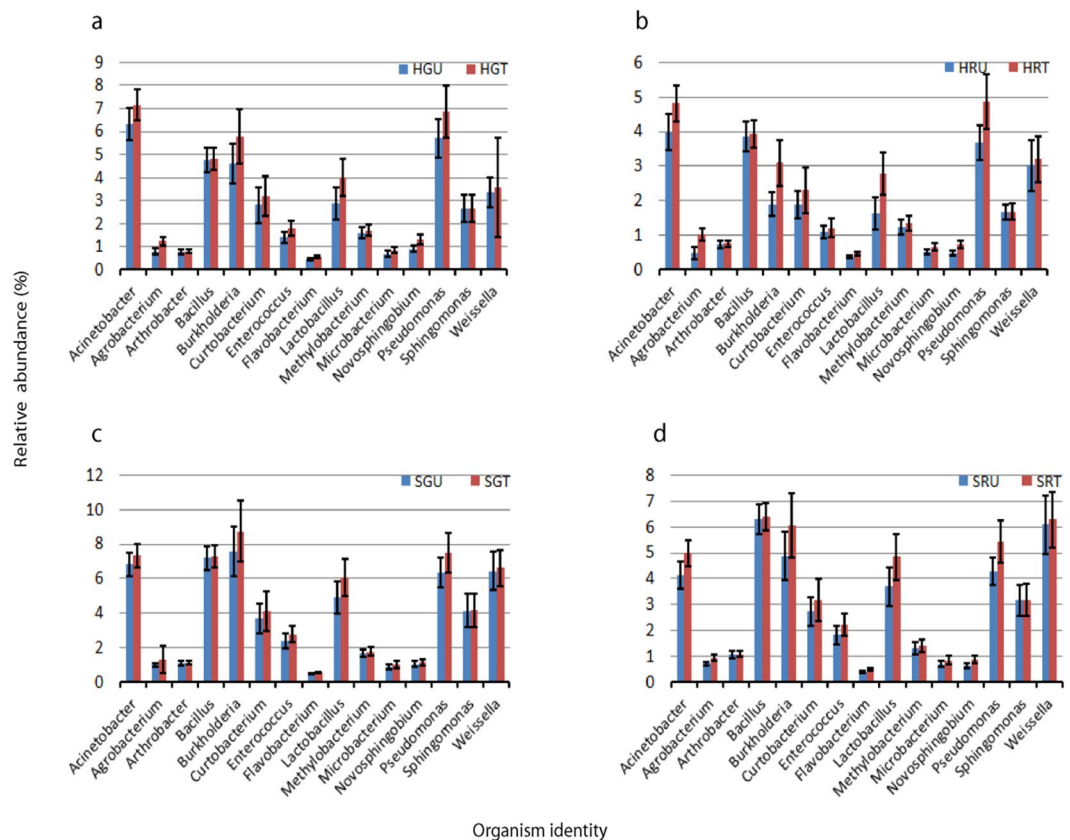 a
HGU HGT
9
8
7
6
5
4
3
2
1
0
Acinetobacter
Agrobacterium
Arthrobacter
Bacillus
Burkholderia
Curtobacterium
Enterococcus
Flavobacterium
Lactobacillus
Methylobacterium
Microbacterium
Novosphingobium
Pseudomonas
Sphingomonas
Weissella
b
HRU HRT
6
5
4
3
2
1
0
Acinetobacter
Agrobacterium
Arthrobacter
Bacillus
Burkholderia
Curtobacterium
Enterococcus
Flavobacterium
Lactobacillus
Methylobacterium
Microbacterium
Novosphingobium
Pseudomonas
Sphingomonas
Weissella
Relative abundance (%)
c
SGU SGT
12
10
8
6
4
2
0
Acinetobacter
Agrobacterium
Arthrobacter
Bacillus
Burkholderia
Curtobacterium
Enterococcus
Flavobacterium
Lactobacillus
Methylobacterium
Microbacterium
Novosphingobium
Pseudomonas
Sphingomonas
Weissella
d
SRU SRT
8
7
6
5
4
3
2
1
0
Acinetobacter
Agrobacterium
Arthrobacter
Bacillus
Burkholderia
Curtobacterium
Enterococcus
Flavobacterium
Lactobacillus
Methylobacterium
Microbacterium
Novosphingobium
Pseudomonas
Sphingomonas
Weissella
Organism identity